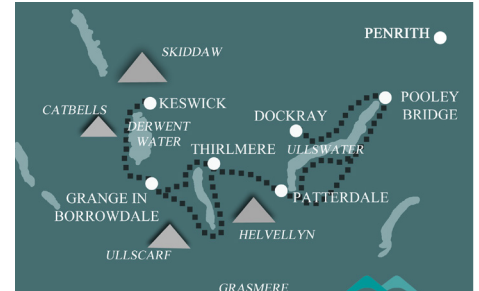 PENRITH
SKIDDAW
KESWICK
CATBELLS
DERWENT
WATER
DOCKRAY
POOLEY
BRIDGE
THIRLMERE
ULLSWATER
GRANGE IN
BORROWDALE
PATTERDALE
HELVELLYN
ULLSCARF
GRASMERE